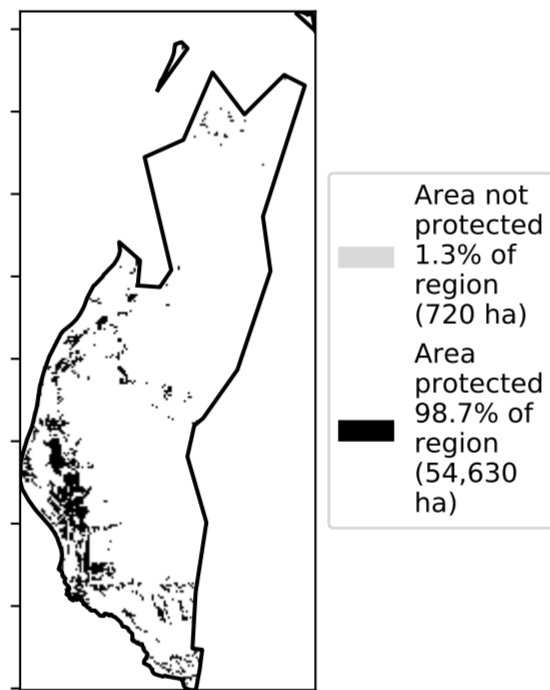 Area not
protected
1.3% of
region
(720 ha)
Area
protected
98.7% of
region
(54,630
ha)